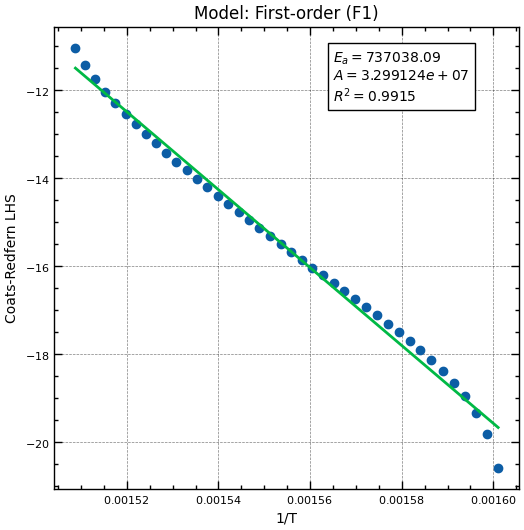 Model: First-order (F1)
E_a = 737038.09
A = 3.299124e + 07
R^2 = 0.9915
Coats-Redfern LHS
−12
−14
−16
−18
−20
0.00152 0.00154 0.00156 0.00158 0.00160
1/T